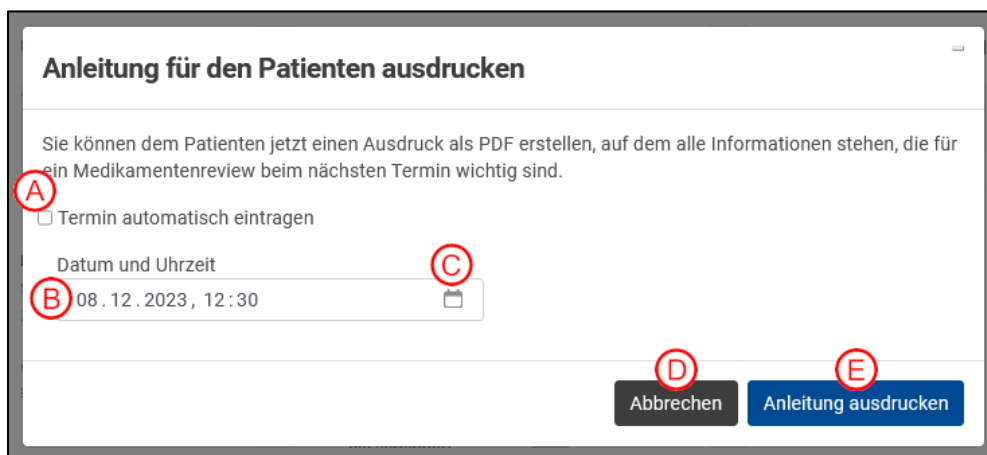 Anleitung für den Patienten ausdrucken
Sie können dem Patienten jetzt einen Ausdruck als PDF erstellen, auf dem alle Informationen stehen, die für
ein Medikamentenreview beim nächsten Termin wichtig sind.
A
Termin automatisch eintragen
Datum und Uhrzeit
C
B 08.12.2023, 12:30
D E
Abbrechen Anleitung ausdrucken